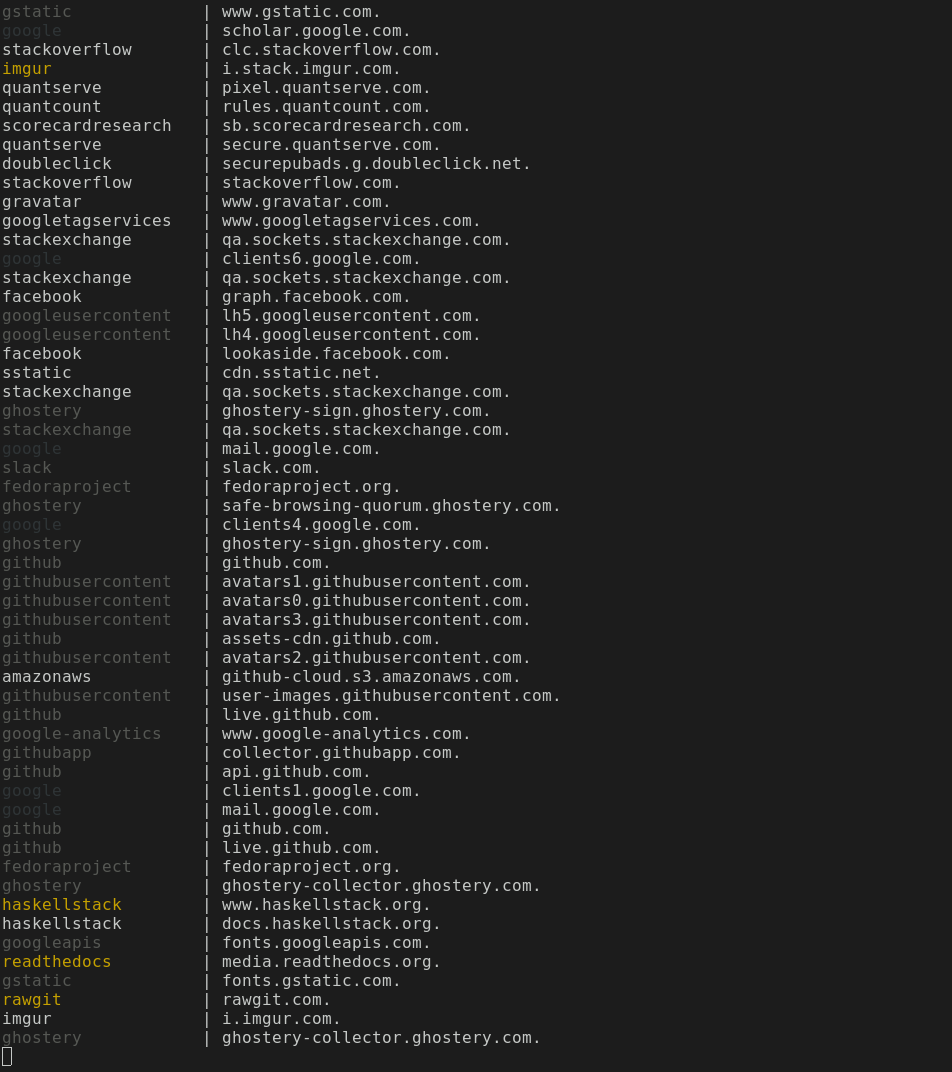 gstatic | www.gstatic.com.
google | scholar.google.com.
stackoverflow | clc.stackoverflow.com.
imgur | i.stack.imgur.com.
quantserve | pixel.quantserve.com.
quantcount | rules.quantcount.com.
scorecardresearch | sb.scorecardresearch.com.
quantserve | secure.quantserve.com.
doubleclick | securepubads.g.doubleclick.net.
stackoverflow | stackoverflow.com.
gravatar | www.gravatar.com.
googletagservices | www.googletagservices.com.
stackexchange | qa.sockets.stackexchange.com.
google | clients6.google.com.
stackexchange | qa.sockets.stackexchange.com.
facebook | graph.facebook.com.
googleusercontent | lh5.googleusercontent.com.
googleusercontent | lh4.googleusercontent.com.
facebook | lookaside.facebook.com.
sstatic | cdn.sstatic.net.
stackexchange | qa.sockets.stackexchange.com.
ghostery | ghostery-sign.ghostery.com.
stackexchange | qa.sockets.stackexchange.com.
google | mail.google.com.
slack | slack.com.
fedoraproject | fedoraproject.org.
ghostery | safe-browsing-quorum.ghostery.com.
google | clients4.google.com.
ghostery | ghostery-sign.ghostery.com.
github | github.com.
githubusercontent | avatars1.githubusercontent.com.
githubusercontent | avatars0.githubusercontent.com.
githubusercontent | avatars3.githubusercontent.com.
github | assets-cdn.github.com.
githubusercontent | avatars2.githubusercontent.com.
amazonaws | github-cloud.s3.amazonaws.com.
githubusercontent | user-images.githubusercontent.com.
github | live.github.com.
google-analytics | www.google-analytics.com.
githubapp | collector.githubapp.com.
github | api.github.com.
google | clients1.google.com.
google | mail.google.com.
github | github.com.
github | live.github.com.
fedoraproject | fedoraproject.org.
ghostery | ghostery-collector.ghostery.com.
haskellstack | www.haskellstack.org.
haskellstack | docs.haskellstack.org.
googleapis | fonts.googleapis.com.
readthedocs | media.readthedocs.org.
gstatic | fonts.gstatic.com.
rawgit | rawgit.com.
imgur | i.imgur.com.
ghostery | ghostery-collector.ghostery.com.